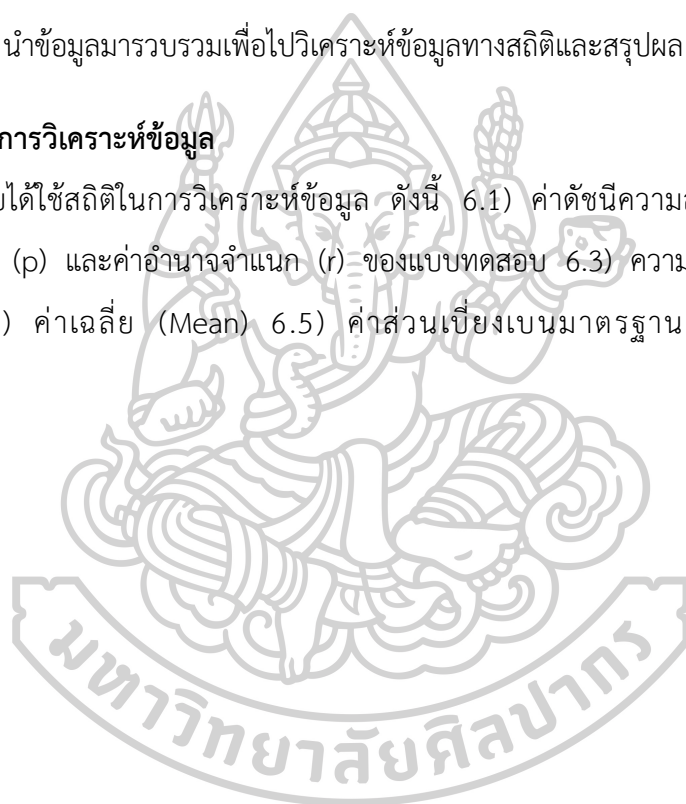 นำข้อมูลมารวบรวมเพื่อไปวิเคราะห์ข้อมูลทางสถิติและสรุปผล
การวิเคราะห์ข้อมูล
ได้ใช้สถิติในการวิเคราะห์ข้อมูล ดังนี้ 6.1) ค่าดัชนีความ
(p) และค่าอำนาจจำแนก (r) ของแบบทดสอบ 6.3) ความ
) ค่าเฉลี่ย (Mean) 6.5) ค่าส่วนเบี่ยงเบนมาตรฐาน
มหาวิทยาลัยศิลปากร